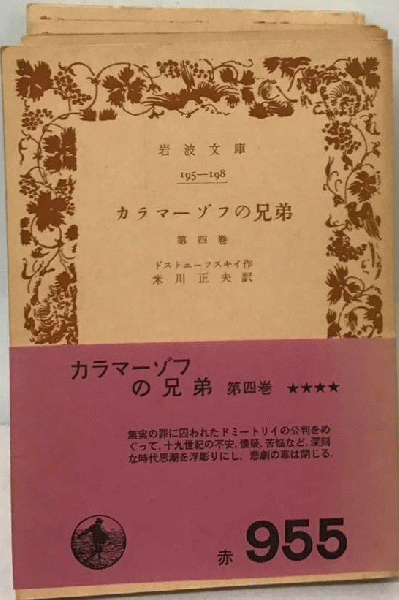 岩波文庫
195—198
カラマーゾフの兄弟
第四巻
ドストエーフスキイ作
米川正夫訳
カラマーゾフ
の兄弟 第四巻 ★★★★
無実の罪に囚われたドミートリイの公判をめ
ぐって、十九世紀の不安、懐疑、苦悩など、深刻
な時代思潮を浮彫りにし、悲劇の幕は閉じる.
赤 955